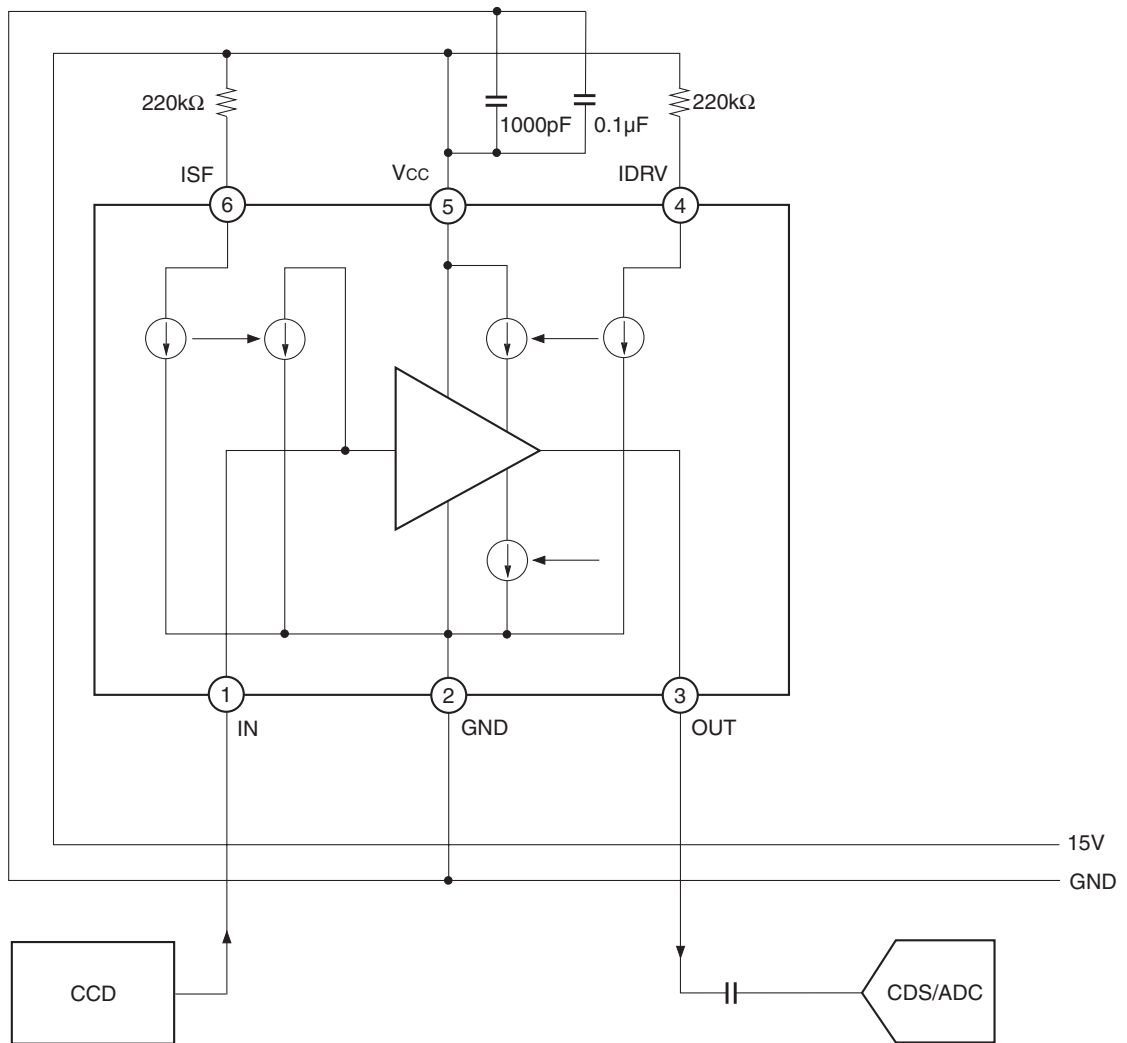 220kΩ
1000pF
0.1µF
220kΩ
ISF
VCC
IDRV
6
5
4
1
2
3
IN
GND
OUT
15V
GND
CCD
CDS/ADC